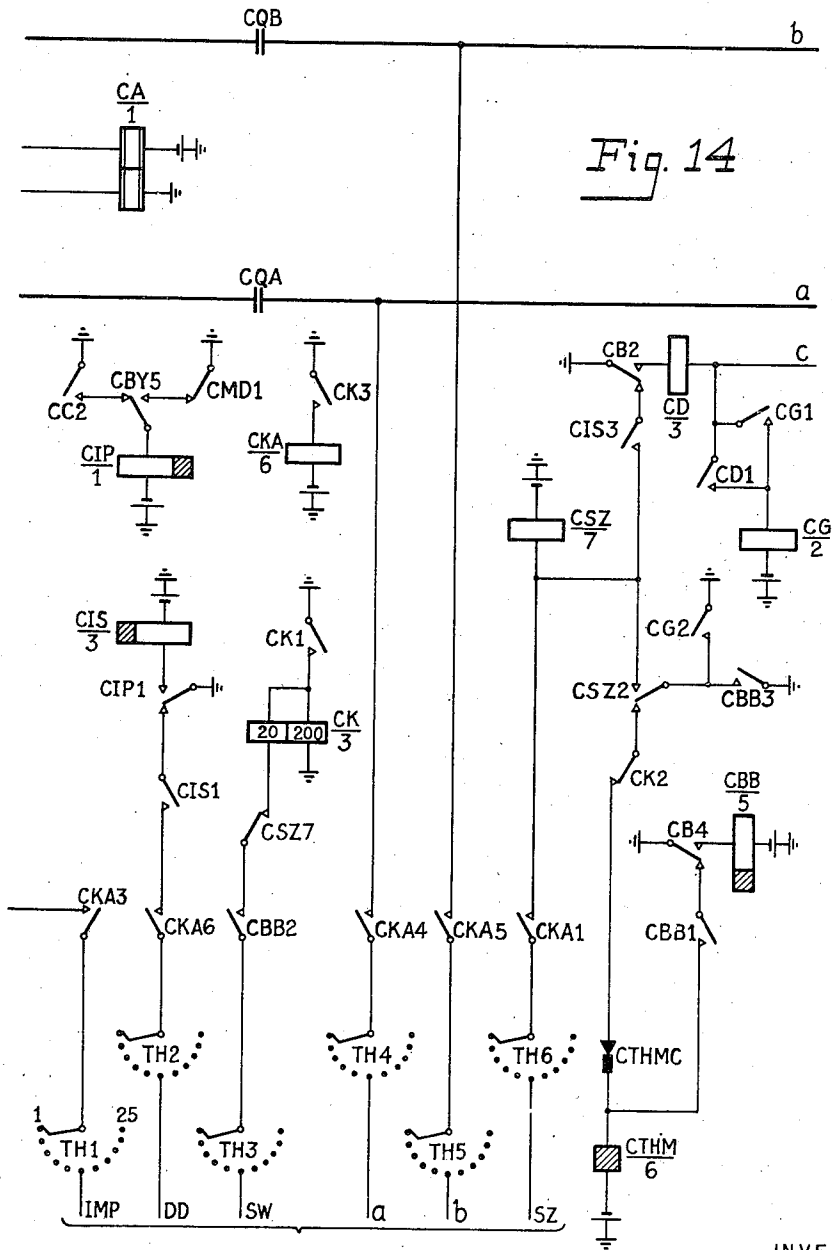 CQB
b
CA
1
Fig. 14
CQA
a
CC2
CBY5
CMD1
CK3
CB2
C
CD
3
CG1
CIP
1
CKA
6
CIS3
CD1
CSZ
7
CG
2
CIS
3
CK1
CG2
CIP1
CSZ2
CBB3
20 200
CK
3
CIS1
CSZ7
CK2
CBB
5
CB4
CKA3
CKA6
CBB2
CKA4
CKA5
CKA1
CBB1
TH2
TH4
TH6
CTHMC
1
25
TH1
TH3
TH5
CTHM
6
IMP
DD
SW
a
b
SZ
INVE